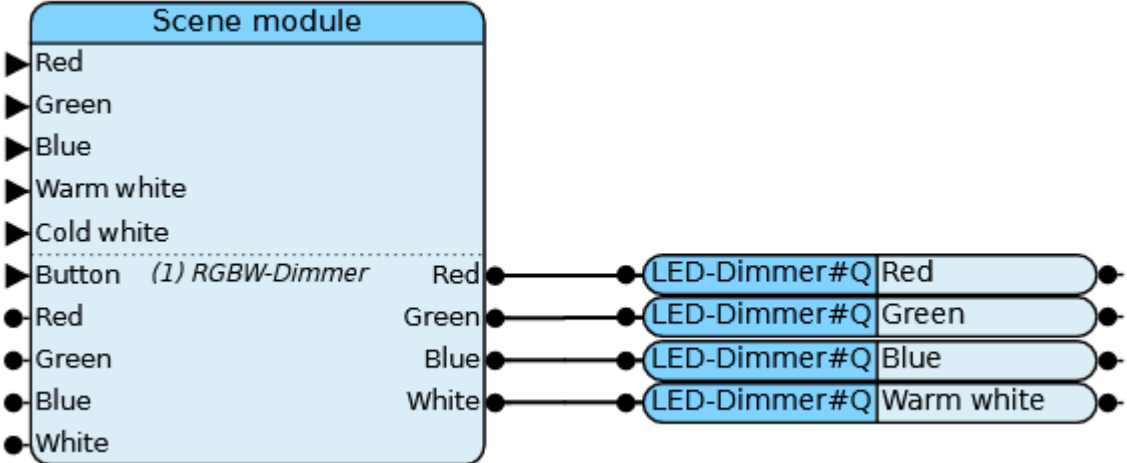 Scene module
Red
Green
Blue
Warm white
Cold white
Button (1) RGBW-Dimmer Red LED-Dimmer#Q Red
Red Green LED-Dimmer#Q Green
Green Blue LED-Dimmer#Q Blue
Blue White LED-Dimmer#Q Warm white
White